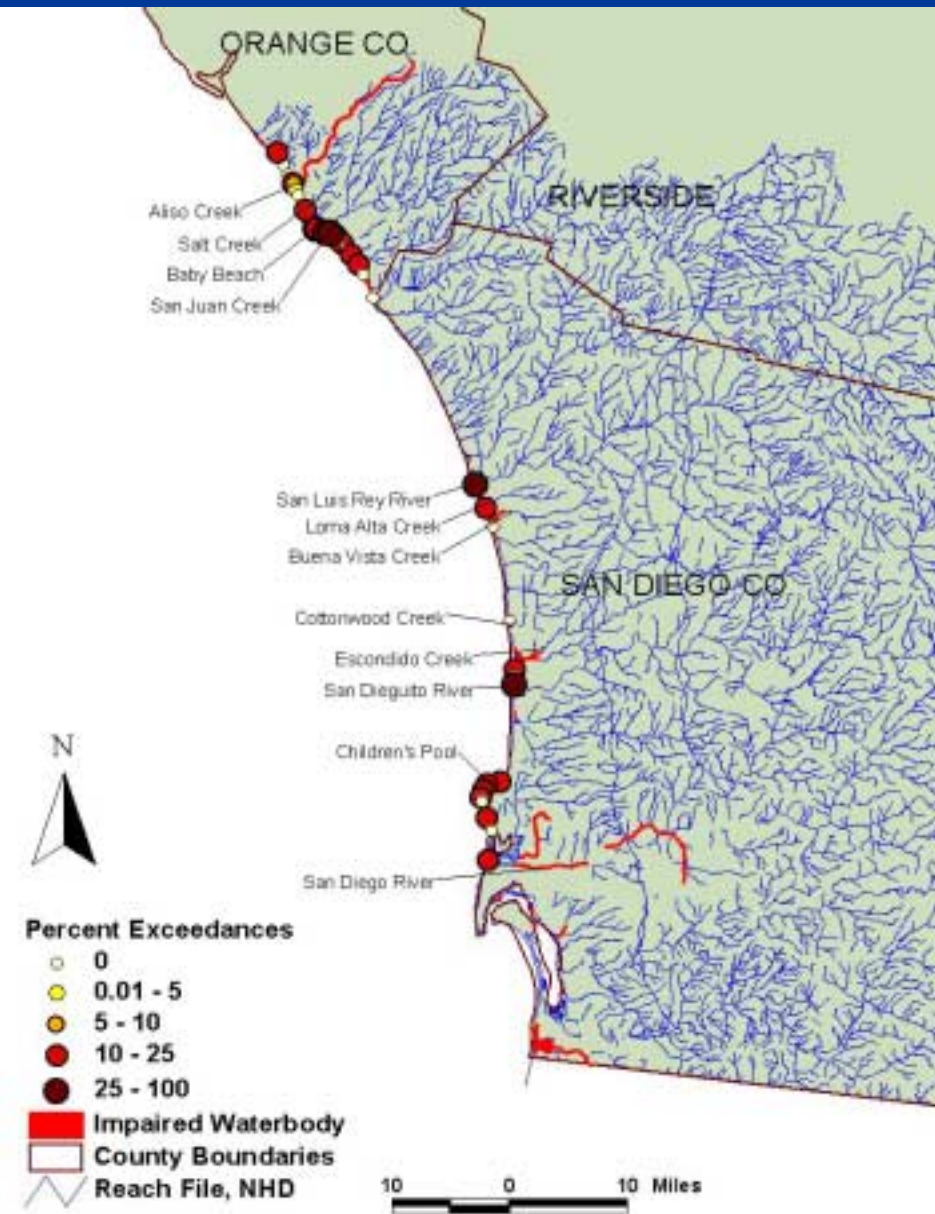 ORANGE CO
RIVERSIDE
Aliso Creek
Salt Creek
Baby Beach
San Juan Creek
San Luis Rey River
Loma Alta Creek
Buena Vista Creek
SAN DIEGO CO
Cottonwood Creek
Escondido Creek
San Dieguito River
Children's Pool
N
San Diego River
Percent Exceedances
0
0.01 - 5
5 - 10
10 - 25
25 - 100
Impaired Waterbody
County Boundaries
Reach File, NHD
10 0 10 Miles